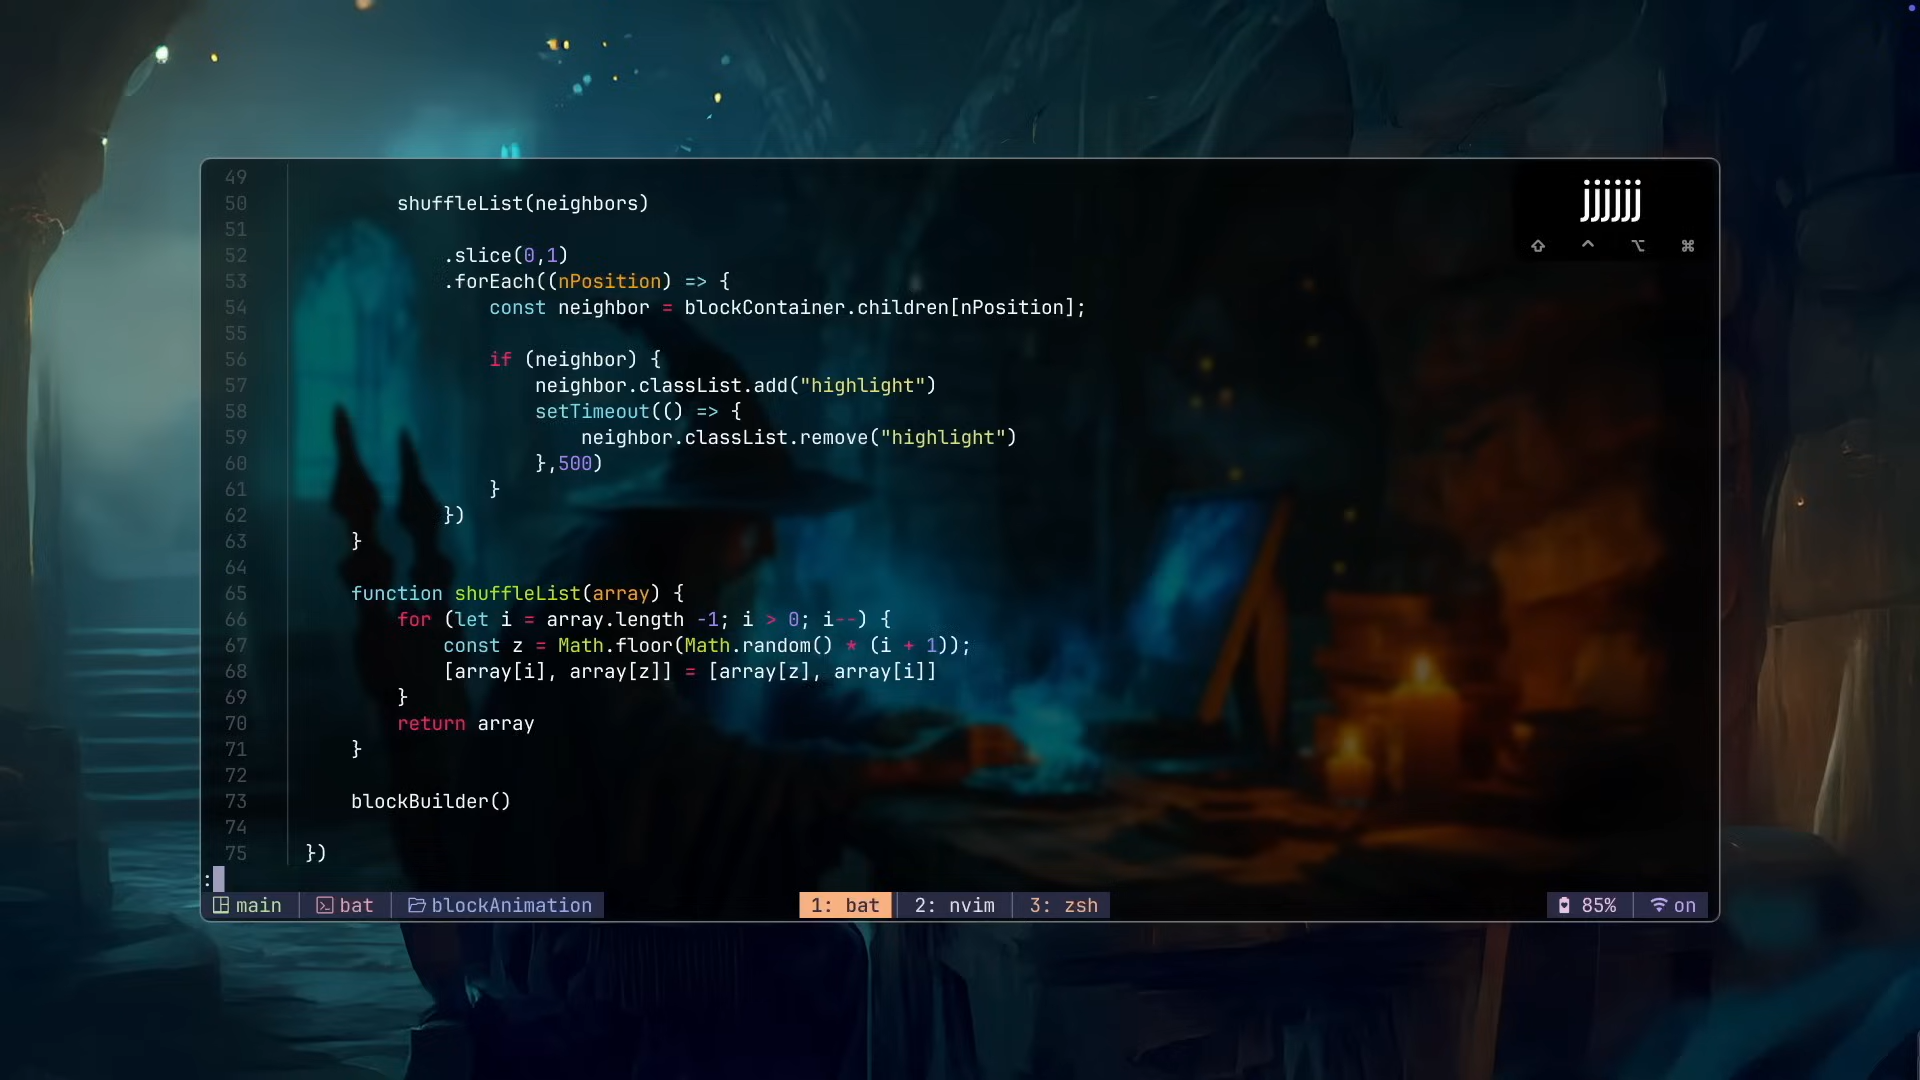 49
50 shuffleList(neighbors)
51
52 .slice(0,1)
53 .forEach((nPosition) => {
54 const neighbor = blockContainer.children[nPosition];
55
56 if (neighbor) {
57 neighbor.classList.add("highlight")
58 setTimeout(() => {
59 neighbor.classList.remove("highlight")
60 },500)
61 }
62 })
63 }
64
65 function shuffleList(array) {
66 for (let i = array.length -1; i > 0; i--) {
67 const z = Math.floor(Math.random() * (i + 1));
68 [array[i], array[z]] = [array[z], array[i]]
69 }
70 return array
71 }
72
73 blockBuilder()
74
75 })
:
main bat blockAnimation 1: bat 2: nvim 3: zsh 85% on
jjjjjj
⇧ ^ ⌥ ⌘